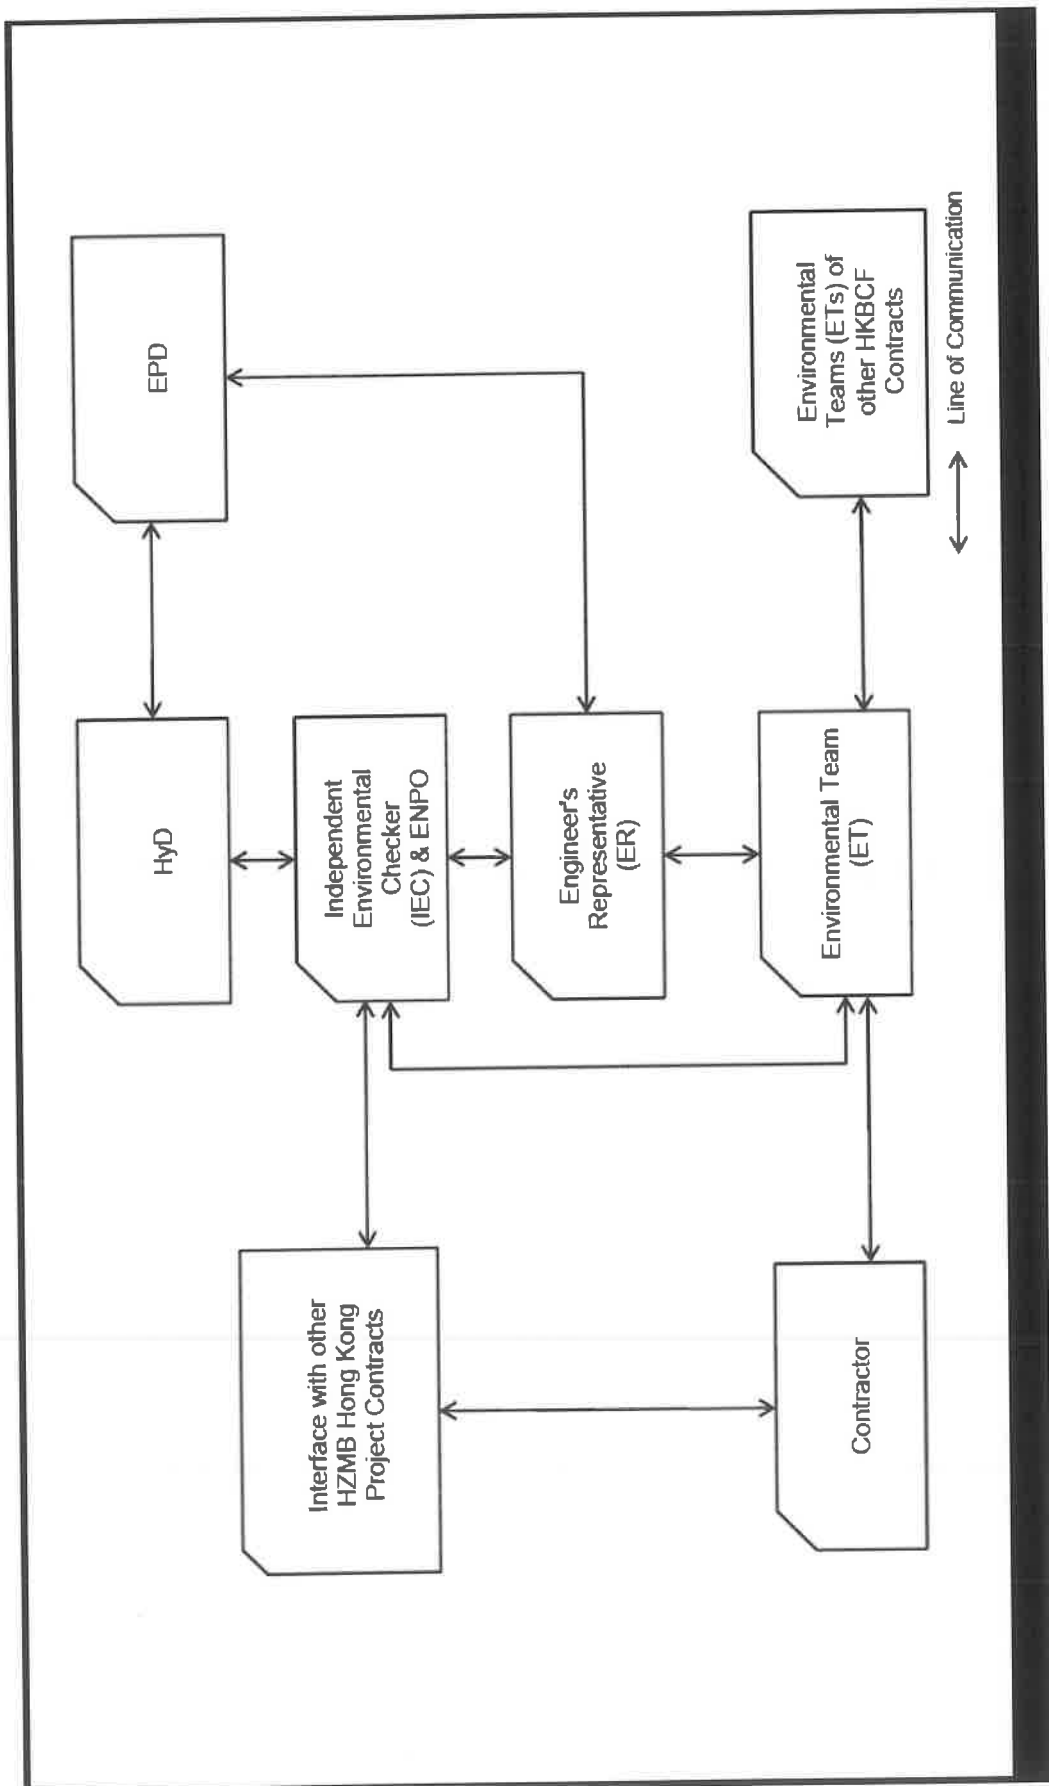 HyD
EPD
Independent
Environmental
Checker
(IEC) & ENPO
Interface with other
HZMB Hong Kong
Project Contracts
Engineer's
Representative
(ER)
Contractor
Environmental Team
(ET)
Environmental
Teams (ETs) of
other HKBCF
Contracts
Line of Communication